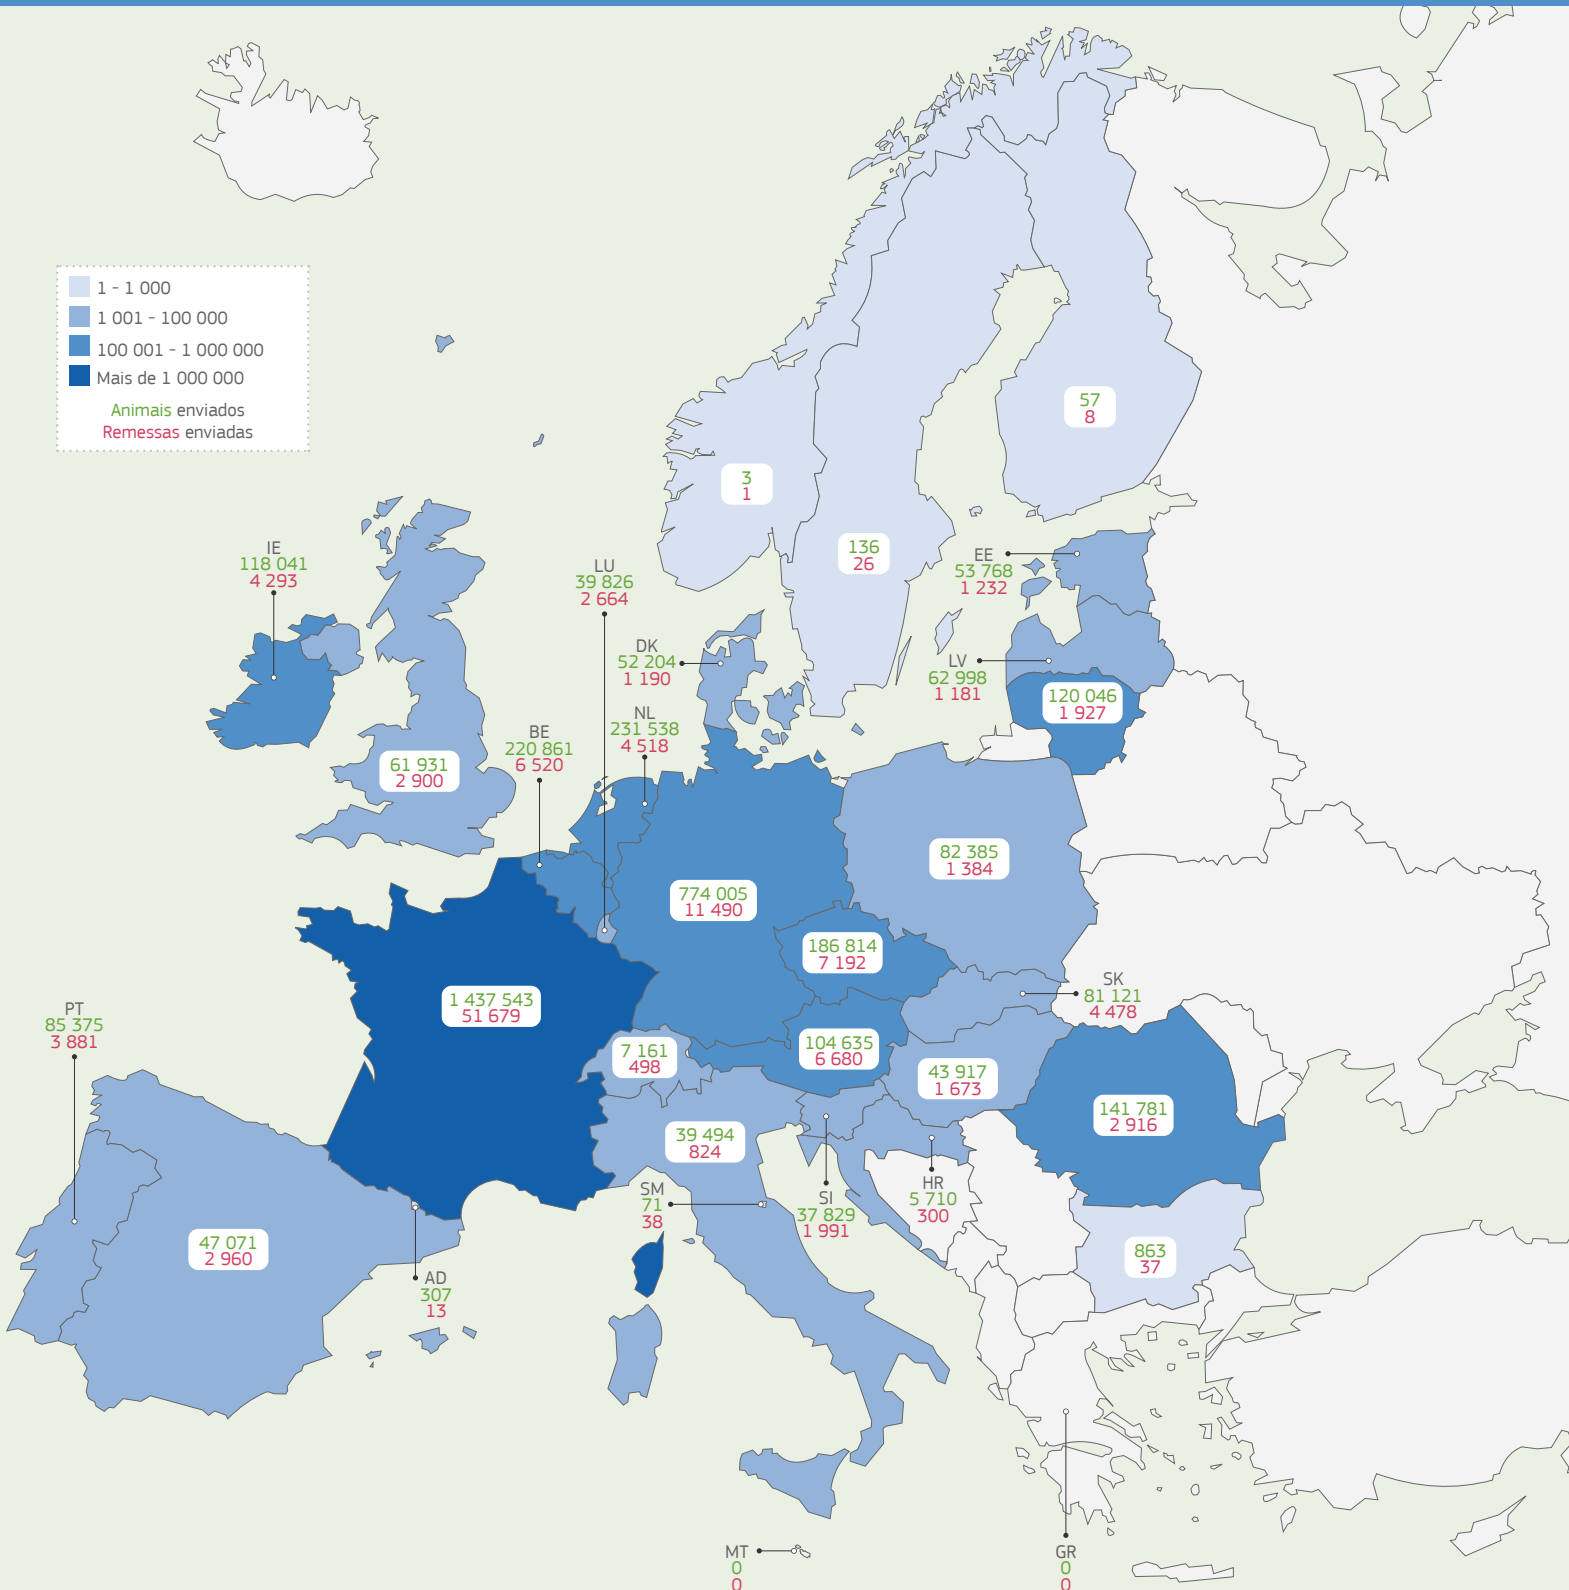 1 - 1 000
1 001 - 100 000
100 001 - 1 000 000
Mais de 1 000 000
Animais enviados
Remessas enviadas
57
8
3
1
136
26
IE
118 041
4 293
LU
39 826
2 664
EE
53 768
1 232
DK
52 204
1 190
LV
62 998
1 181
120 046
1 927
NL
231 538
4 518
BE
220 861
6 520
61 931
2 900
82 385
1 384
774 005
11 490
186 814
7 192
SK
81 121
4 478
1 437 543
51 679
PT
85 375
3 881
7 161
498
104 635
6 680
43 917
1 673
141 781
2 916
39 494
824
SM
71
38
SI
37 829
1 991
HR
5 710
300
47 071
2 960
863
37
AD
307
13
MT
0
0
GR
0
0